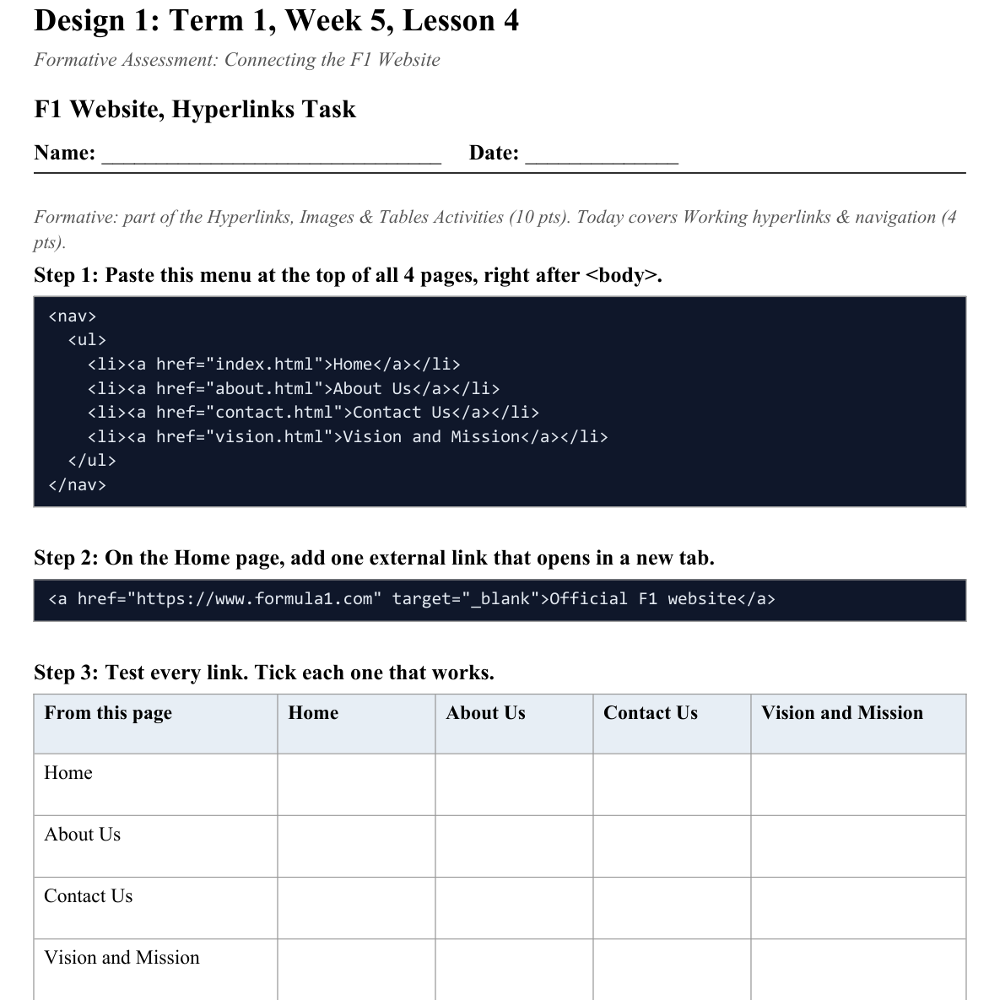 Design 1: Term 1, Week 5, Lesson 4
Formative Assessment: Connecting the F1 Website
F1 Website, Hyperlinks Task
Name: _______________________________ Date: ______________
Formative: part of the Hyperlinks, Images & Tables Activities (10 pts). Today covers Working hyperlinks & navigation (4
pts).
Step 1: Paste this menu at the top of all 4 pages, right after <body>.
<nav>
  <ul>
    <li><a href="index.html">Home</a></li>
    <li><a href="about.html">About Us</a></li>
    <li><a href="contact.html">Contact Us</a></li>
    <li><a href="vision.html">Vision and Mission</a></li>
  </ul>
</nav>
Step 2: On the Home page, add one external link that opens in a new tab.
<a href="https://www.formula1.com" target="_blank">Official F1 website</a>
Step 3: Test every link. Tick each one that works.
From this page Home About Us Contact Us Vision and Mission
Home
About Us
Contact Us
Vision and Mission